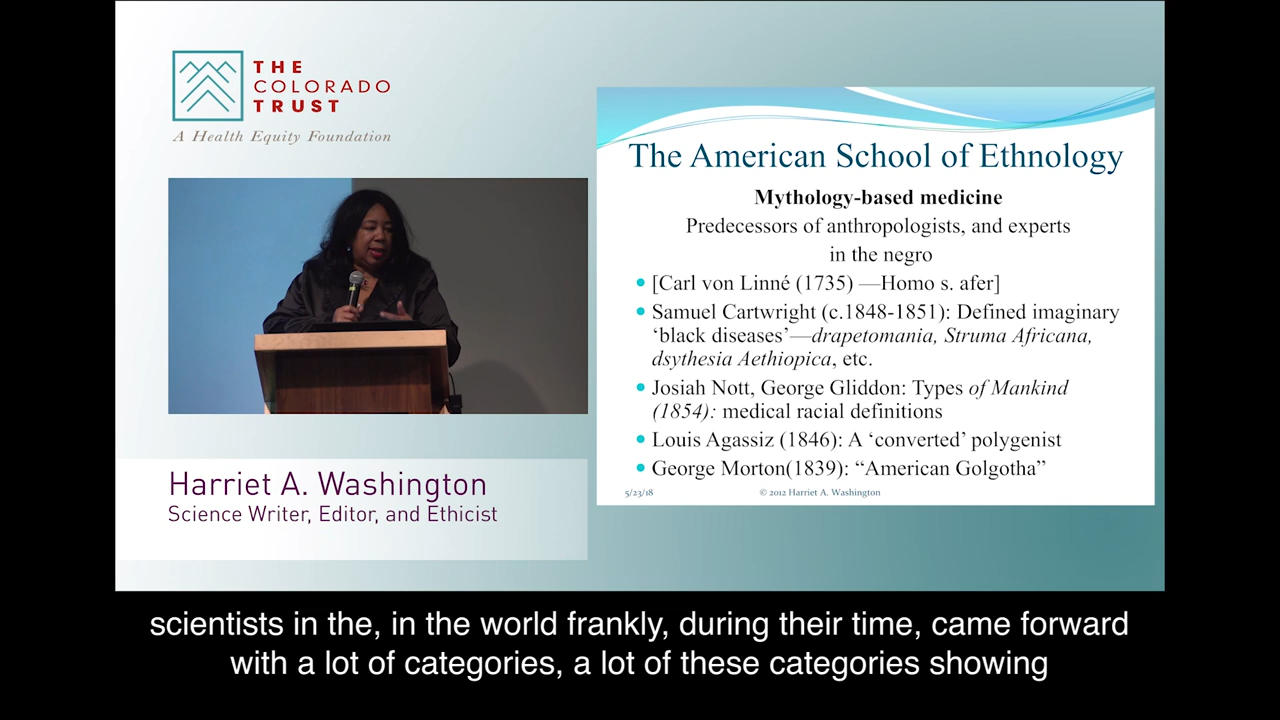 THE
COLORADO
TRUST
A Health Equity Foundation
The American School of Ethnology
Mythology-based medicine
Predecessors of anthropologists, and experts
in the negro
[Carl von Linné (1735) —Homo s. afer]
Samuel Cartwright (c.1848-1851): Defined imaginary
‘black diseases’—drapetomania, Struma Africana,
dsythesia Aethiopica, etc.
Josiah Nott, George Gliddon: Types of Mankind
(1854): medical racial definitions
Louis Agassiz (1846): A ‘converted’ polygenist
George Morton(1839): “American Golgotha”
5/23/18
© 2012 Harriet A. Washington
Harriet A. Washington
Science Writer, Editor, and Ethicist
scientists in the, in the world frankly, during their time, came forward
with a lot of categories, a lot of these categories showing